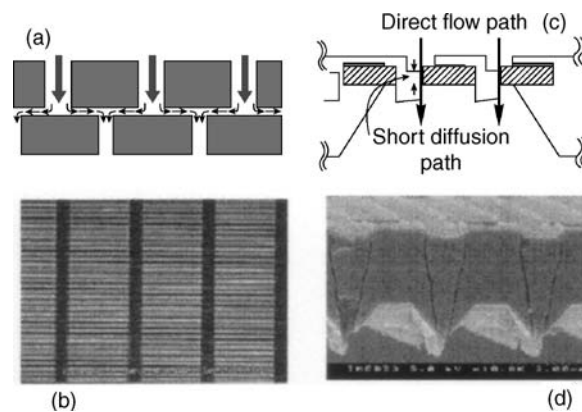 (a)
Direct flow path
(c)
Short diffusion
path
(b)
(d)